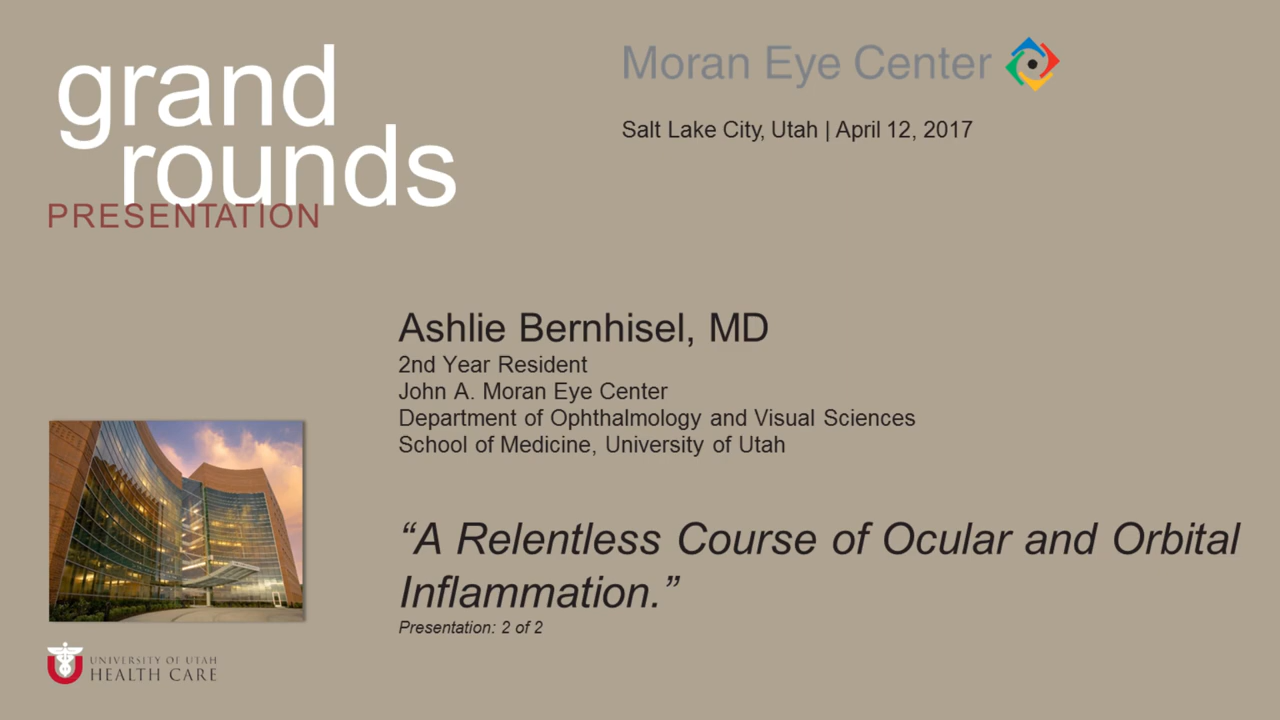 grand
rounds
PRESENTATION
Moran Eye Center
Salt Lake City, Utah | April 12, 2017
Ashlie Bernhisel, MD
2nd Year Resident
John A. Moran Eye Center
Department of Ophthalmology and Visual Sciences
School of Medicine, University of Utah
“A Relentless Course of Ocular and Orbital
Inflammation.”
Presentation: 2 of 2
UNIVERSITY OF UTAH
HEALTH CARE